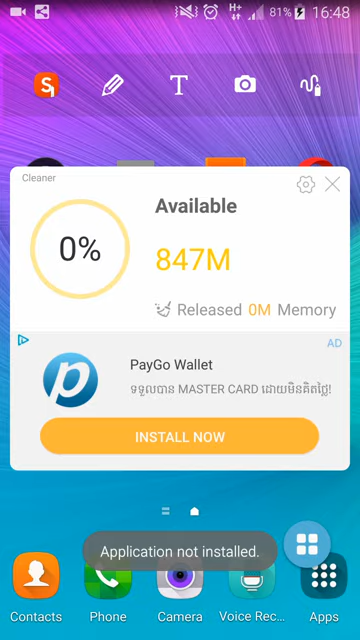 H+
81%
16:48
S1
T
Cleaner
0%
Available
847M
Released 0M Memory
AD
p
PayGo Wallet
ទទួលបាន MASTER CARD ដោយមិនគិតថ្លៃ!
INSTALL NOW
Application not installed.
Contacts
Phone
Camera
Voice Rec...
Apps